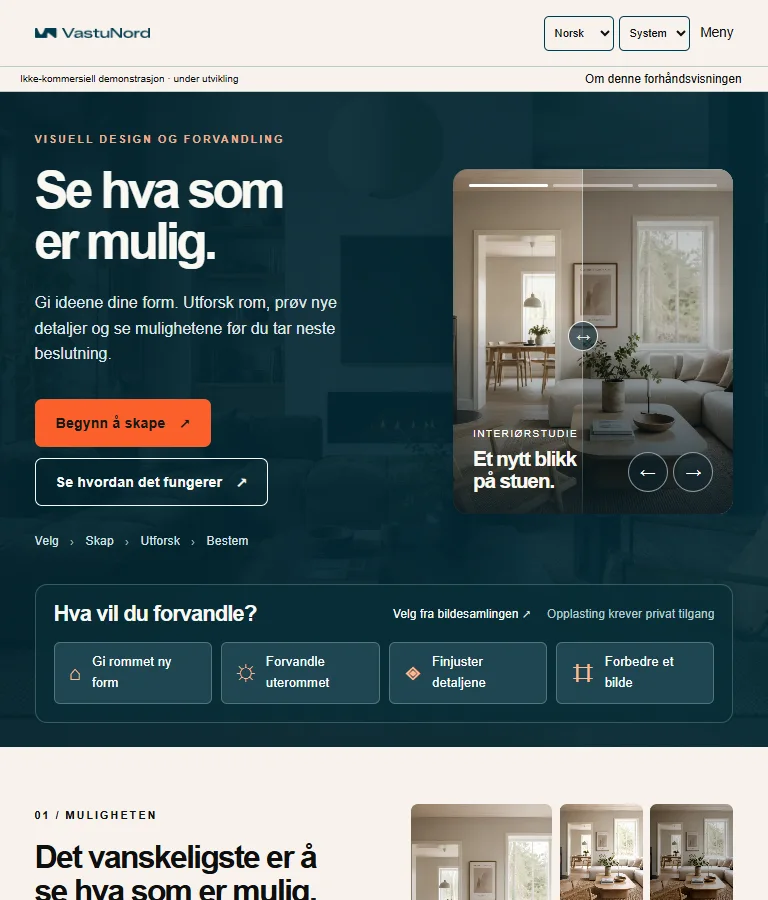 VastuNord
Norsk
System
Meny
Ikke-kommersiell demonstrasjon · under utvikling
Om denne forhåndsvisningen
VISUELL DESIGN OG FORVANDLING
Se hva som
er mulig.
Gi ideene dine form. Utforsk rom, prøv nye
detaljer og se mulighetene før du tar neste
beslutning.
Begynn å skape ↗
Se hvordan det fungerer ↗
Velg › Skap › Utforsk › Bestem
INTERIØRSTUDIE
Et nytt blikk
på stuen.
Hva vil du forvandle?
Velg fra bildesamlingen ↗
Opplasting krever privat tilgang
Gi rommet ny
form
Forvandle
uterommet
Finjuster
detaljene
Forbedre et
bilde
01 / MULIGHETEN
Det vanskeligste er å
se hva som er mulig.